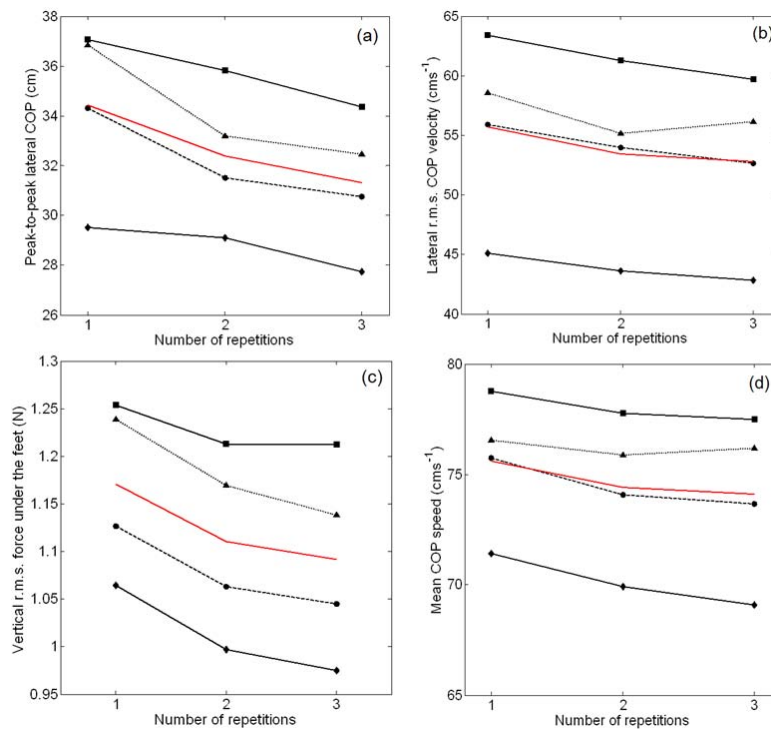 (a)
Peak-to-peak lateral COP (cm)
38
36
34
32
30
28
26
1 2 3
Number of repetitions
(b)
Lateral r.m.s. COP velocity (cms-1)
65
60
55
50
45
40
1 2 3
Number of repetitions
(c)
Vertical r.m.s. force under the feet (N)
1.3
1.25
1.2
1.15
1.1
1.05
1
0.95
1 2 3
Number of repetitions
(d)
Mean COP speed (cms-1)
80
75
70
65
1 2 3
Number of repetitions